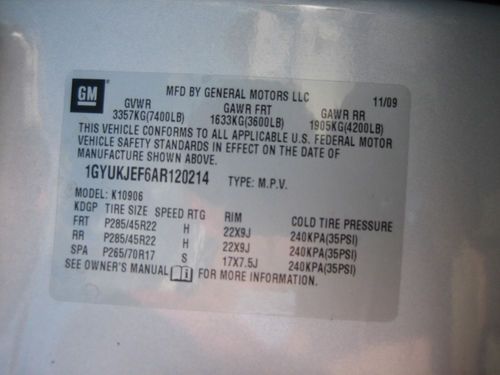 GM
MFD BY GENERAL MOTORS LLC 11/09
GVWR GAWR FRT GAWR RR
3357KG(7400LB) 1633KG(3600LB) 1905KG(4200LB)
THIS VEHICLE CONFORMS TO ALL APPLICABLE U.S. FEDERAL MOTOR
VEHICLE SAFETY STANDARDS IN EFFECT ON THE DATE OF
MANUFACTURE SHOWN ABOVE.
1GYUKJEF6AR120214 TYPE: M.P.V.
MODEL: K10906
KDGP TIRE SIZE SPEED RTG RIM COLD TIRE PRESSURE
FRT P285/45R22 H 22X9J 240KPA(35PSI)
RR P285/45R22 H 22X9J 240KPA(35PSI)
SPA P265/70R17 S 17X7.5J 240KPA(35PSI)
SEE OWNER'S MANUAL i FOR MORE INFORMATION.